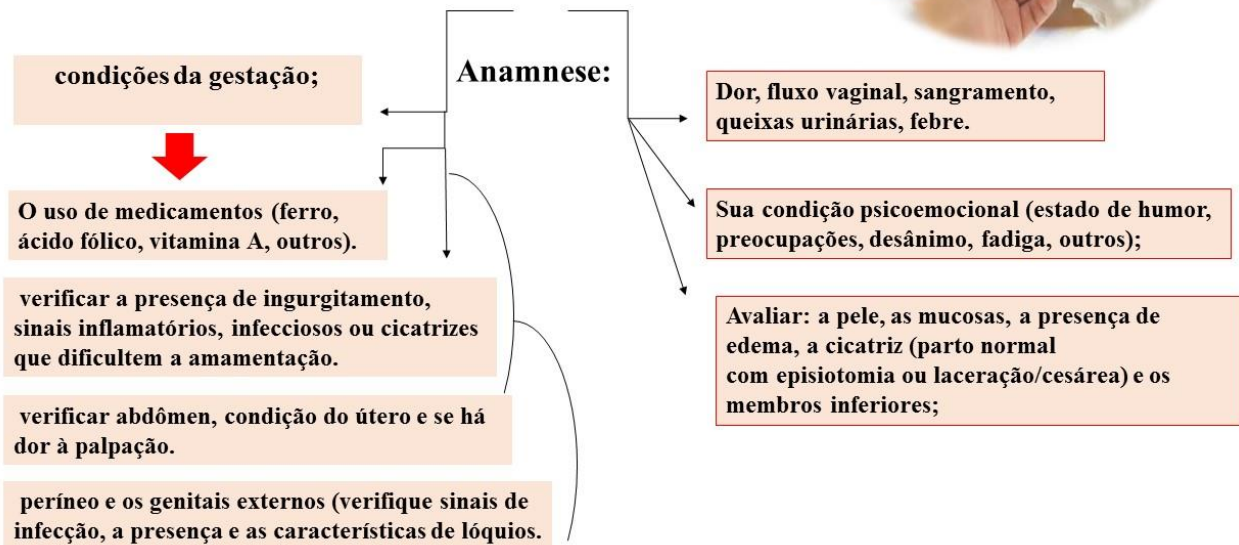 Anamnese:
condições da gestação;
O uso de medicamentos (ferro,
ácido fólico, vitamina A, outros).
verificar a presença de ingurgitamento,
sinais inflamatórios, infecciosos ou cicatrizes
que dificultem a amamentação.
verificar abdômen, condição do útero e se há
dor à palpação.
períneo e os genitais externos (verifique sinais de
infecção, a presença e as características de lóquios.
Dor, fluxo vaginal, sangramento,
queixas urinárias, febre.
Sua condição psicoemocional (estado de humor,
preocupações, desânimo, fadiga, outros);
Avaliar: a pele, as mucosas, a presença de
edema, a cicatriz (parto normal
com episiotomia ou laceração/cesárea) e os
membros inferiores;